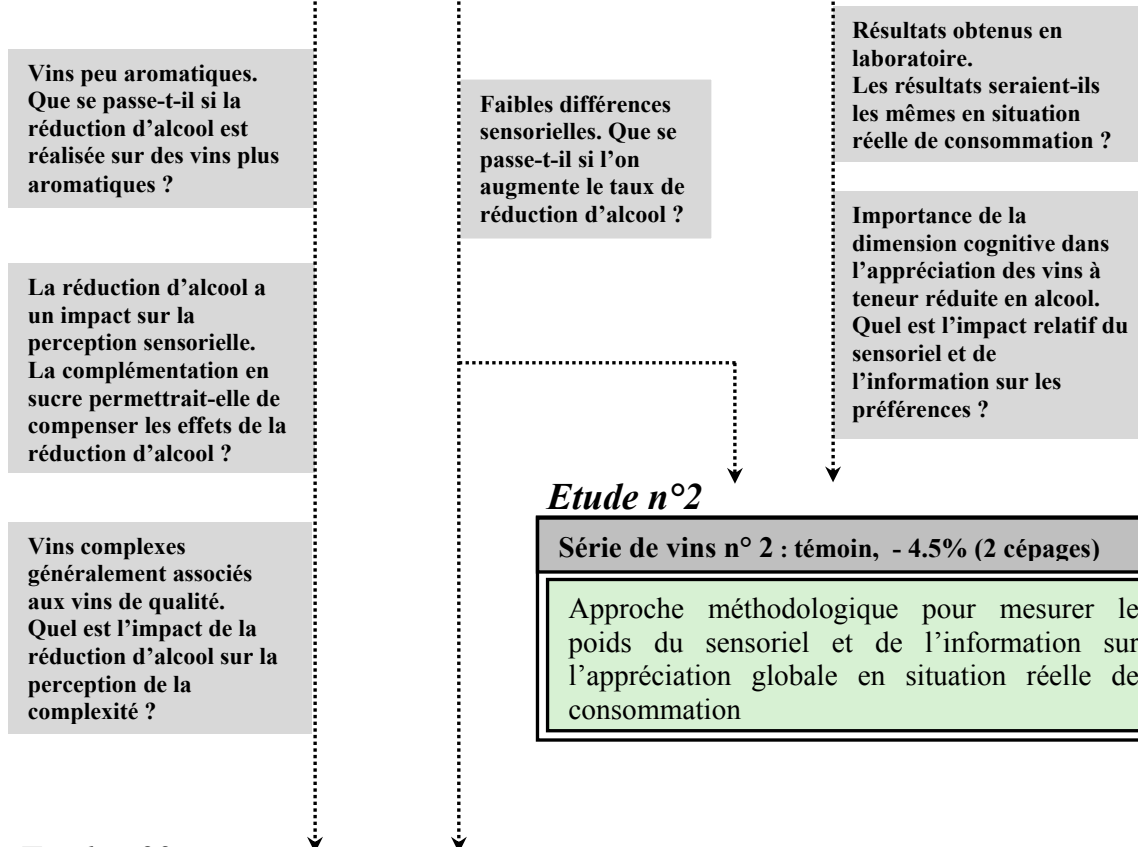 Vins peu aromatiques.
Que se passe-t-il si la
réduction d'alcool est
réalisée sur des vins plus
aromatiques ?
La réduction d'alcool a
un impact sur la
perception sensorielle.
La complémentation en
sucre permettrait-elle de
compenser les effets de la
réduction d'alcool ?
Vins complexes
généralement associés
aux vins de qualité.
Quel est l'impact de la
réduction d'alcool sur la
perception de la
complexité ?
Faibles différences
sensorielles. Que se
passe-t-il si l'on
augmente le taux de
réduction d'alcool ?
Résultats obtenus en
laboratoire.
Les résultats seraient-ils
les mêmes en situation
réelle de consommation ?
Importance de la
dimension cognitive dans
l'appréciation des vins à
teneur réduite en alcool.
Quel est l'impact relatif du
sensoriel et de
l'information sur les
préférences ?
Etude n°2
Série de vins n° 2 : témoin, - 4.5% (2 cépages)
Approche méthodologique pour mesurer le
poids du sensoriel et de l'information sur
l'appréciation globale en situation réelle de
consommation